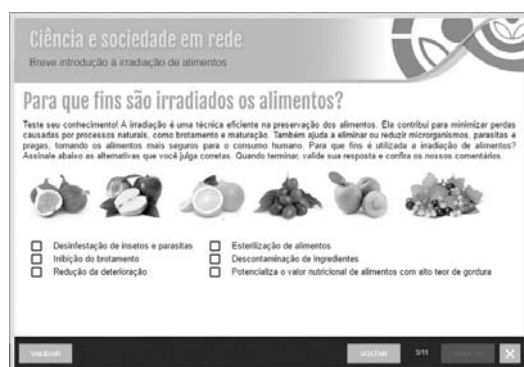 Ciência e sociedade em rede
Breve introdução à irradiação de alimentos
Para que fins são irradiados os alimentos?
Teste seu conhecimento! A irradiação é uma técnica eficiente na preservação dos alimentos. Ela contribui para minimizar perdas
causadas por processos naturais, como brotamento e maturação. Também ajuda a eliminar ou reduzir microrganismos, parasitas e
pragas, tornando os alimentos mais seguros para o consumo humano. Para que fins é utilizada a irradiação de alimentos?
Assinale abaixo as alternativas que você julga corretas. Quando terminar, valide sua resposta e confira os nossos comentários.
Desinfestação de insetos e parasitas
Esterilização de alimentos
Inibição do brotamento
Descontaminação de ingredientes
Redução da deterioração
Potencializa o valor nutricional de alimentos com alto teor de gordura
VALIDAR
VOLTAR
3/11
X